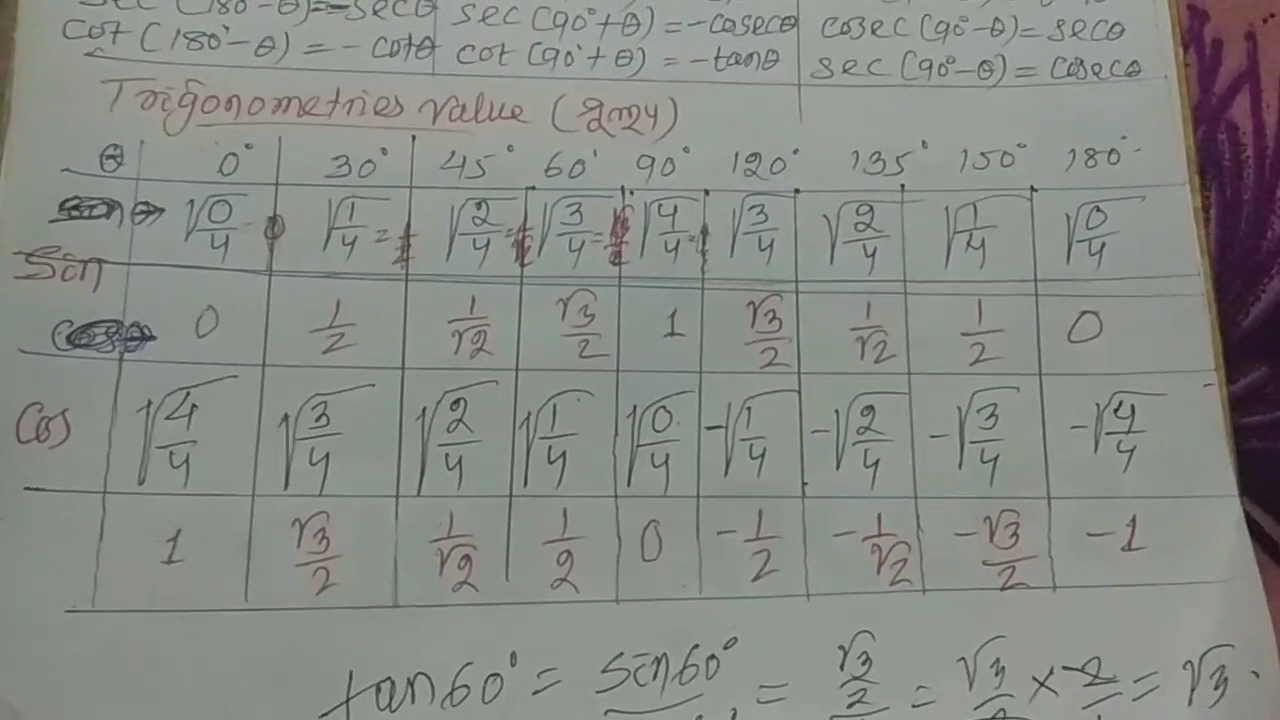 sec (180°-θ)=-secθ sec (90°+θ)=-cosecθ cosec (90°-θ)=secθ
cot (180°-θ) = - cotθ cot (90°+θ) = -tanθ sec (90°-θ) = cosecθ
Trigonometries value
θ 0° 30° 45° 60° 90° 120° 135° 150° 180°
Sin √0/4 √1/4 = √2/4 = √3/4 = √4/4 = √3/4 √2/4 √1/4 √0/4
0 1/2 1/√2 √3/2 1 √3/2 1/√2 1/2 0
Cos √4/4 √3/4 √2/4 √1/4 √0/4 -√1/4 -√2/4 -√3/4 -√4/4
1 √3/2 1/√2 1/2 0 -1/2 -1/√2 -√3/2 -1
tan60° = sin60° = √3/2 = √3 × 2 = √3